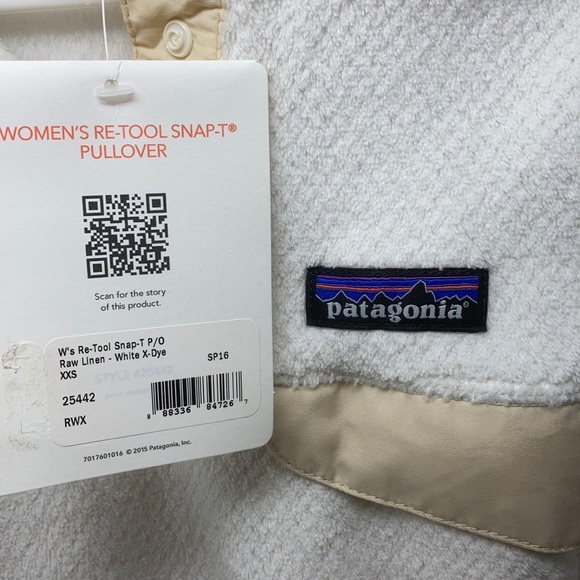 WOMEN'S RE-TOOL SNAP-T®
PULLOVER
Scan for the story
of this product.
W's Re-Tool Snap-T P/O
Raw Linen - White X-Dye
XXS
SP16
25442
RWX
8 88336 84726 7
7017601016 © 2015 Patagonia, Inc.
patagonia®